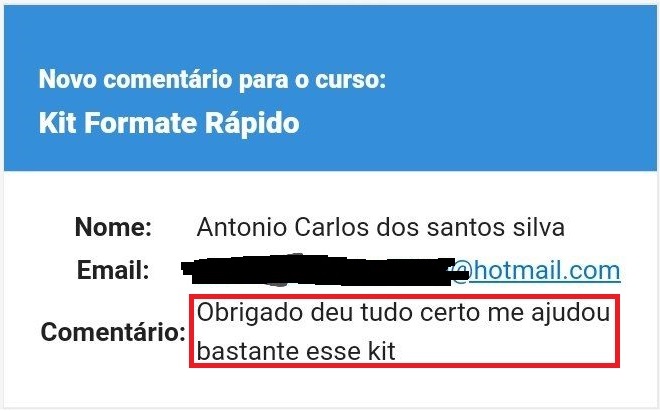 Novo comentário para o curso:
Kit Formate Rápido
Nome: Antonio Carlos dos santos silva
Email: @hotmail.com
Comentário: Obrigado deu tudo certo me ajudou
bastante esse kit